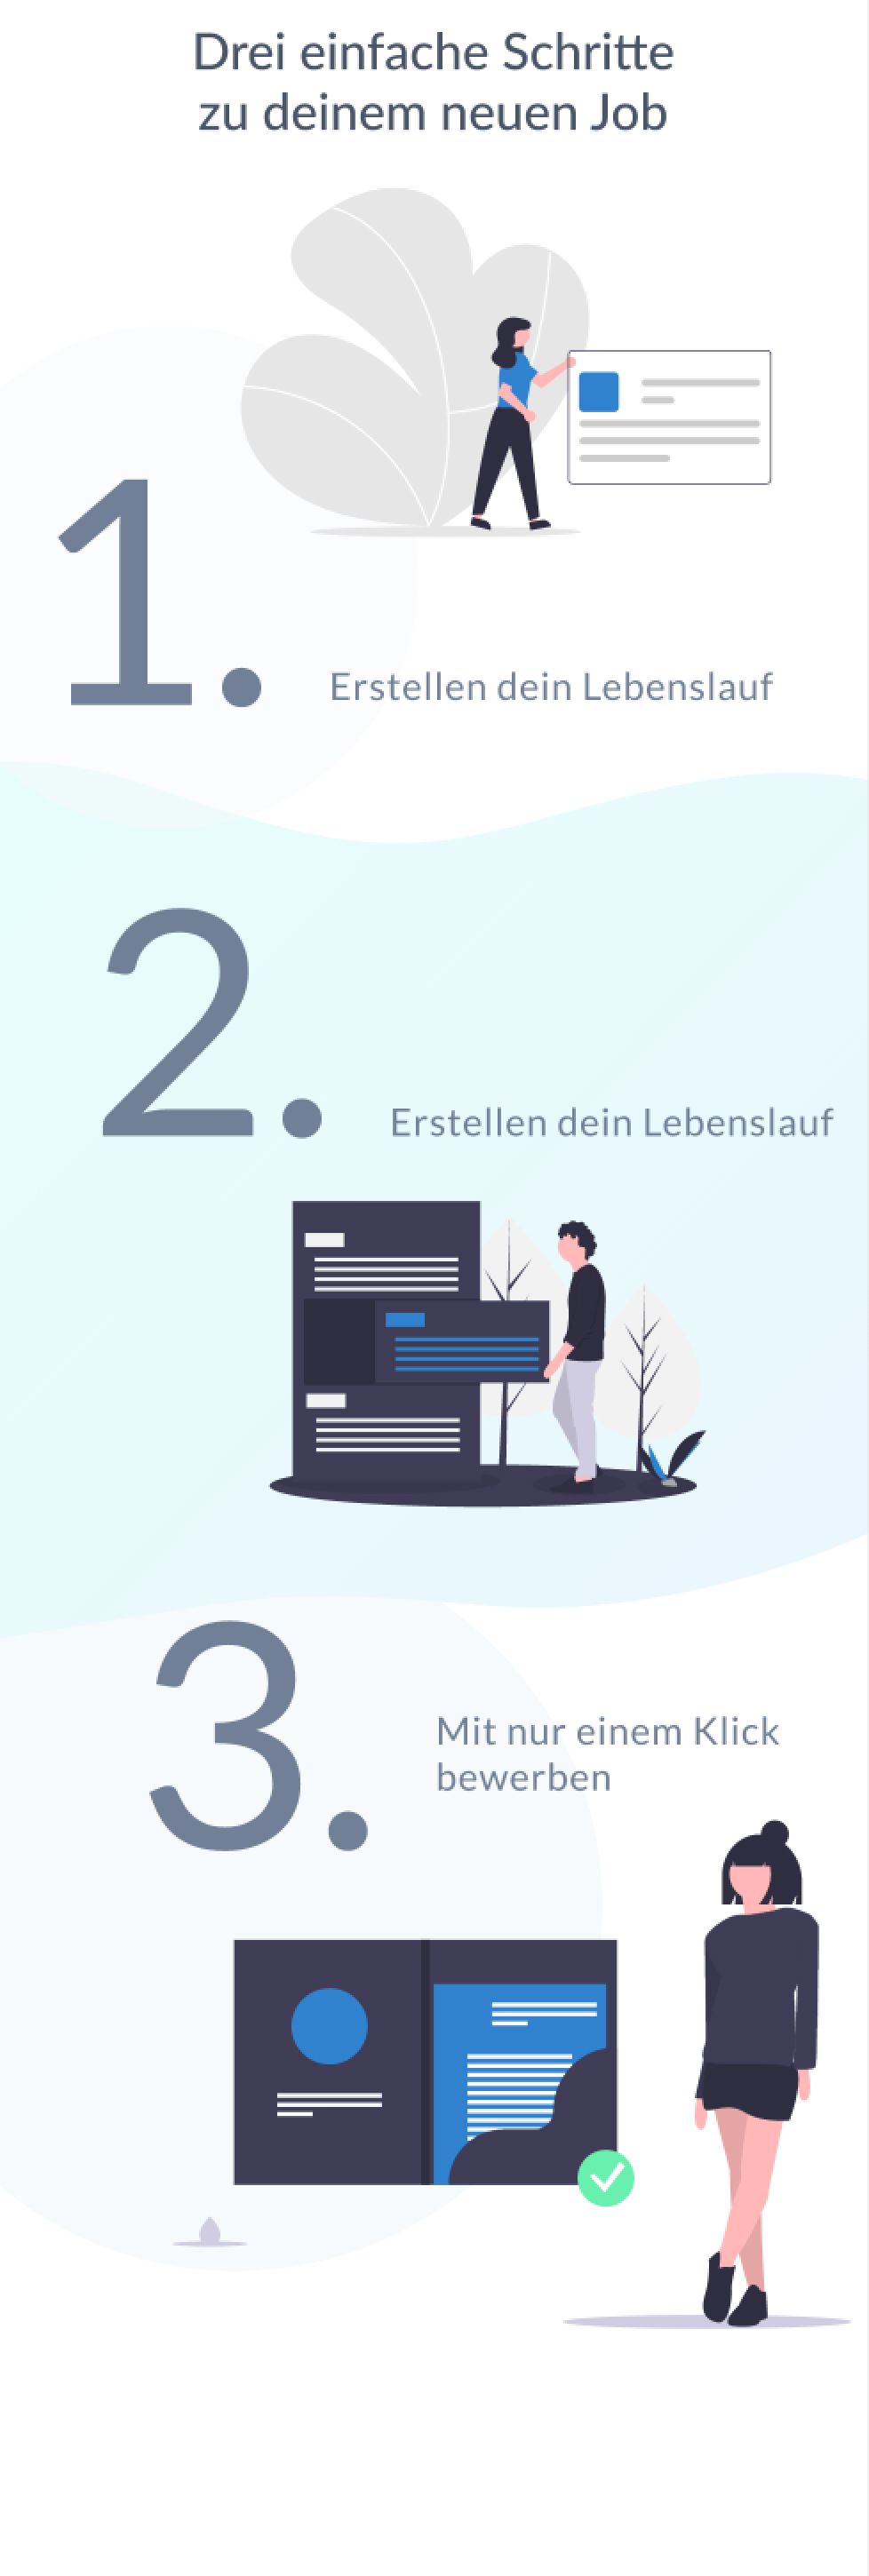 Drei einfache Schritte
zu deinem neuen Job
1.
Erstellen dein Lebenslauf
2.
Erstellen dein Lebenslauf
3.
Mit nur einem Klick
bewerben